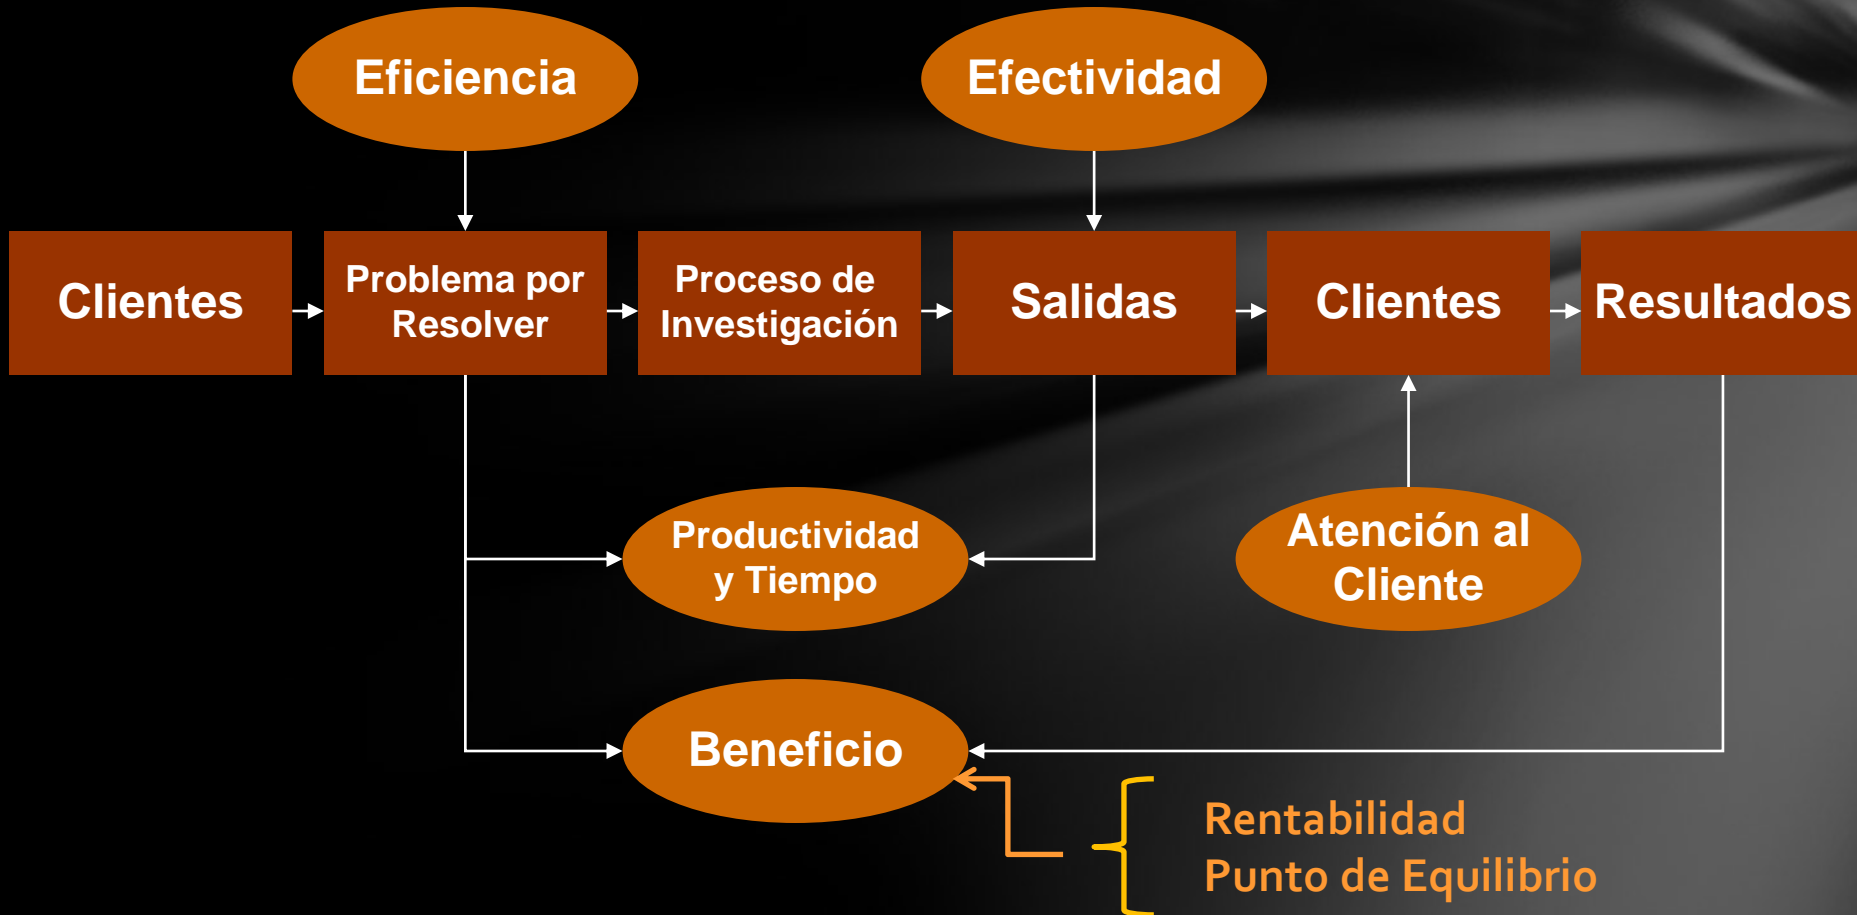 Eficiencia
Efectividad
Clientes
Problema por
Resolver
Proceso de
Investigación
Salidas
Clientes
Resultados
Productividad
y Tiempo
Atención al
Cliente
Beneficio
Rentabilidad
Punto de Equilibrio